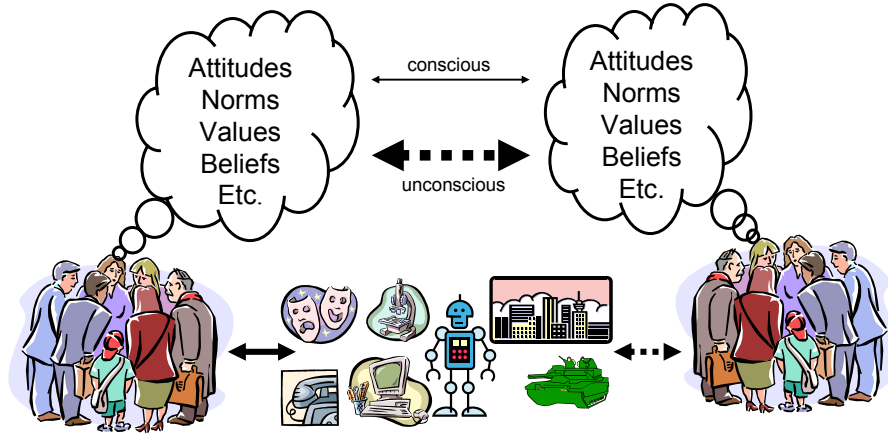 Attitudes
Norms
Values
Beliefs
Etc.
conscious
unconscious
Attitudes
Norms
Values
Beliefs
Etc.